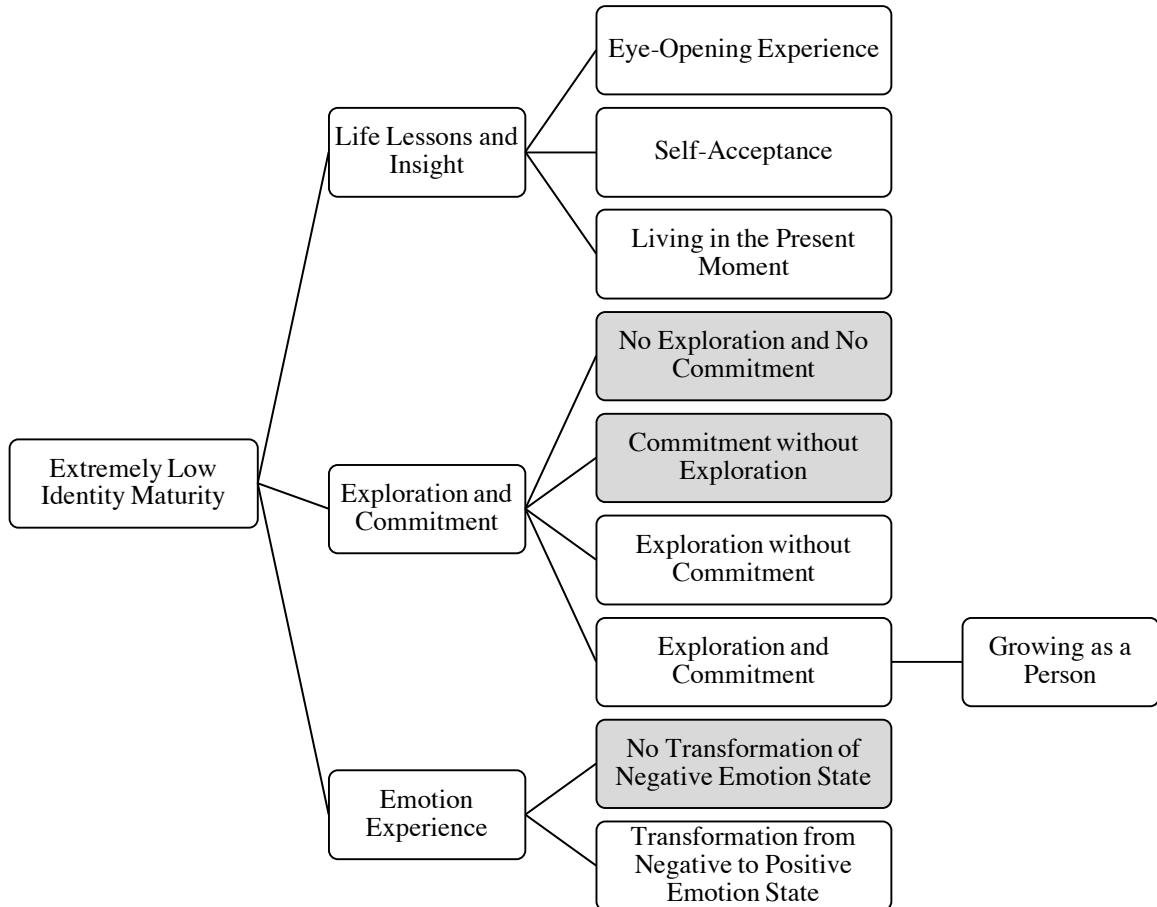 Eye-Opening Experience
Life Lessons and
Insight
Self-Acceptance
Living in the Present
Moment
No Exploration and No
Commitment
Extremely Low
Identity Maturity
Exploration and
Commitment
Commitment without
Exploration
Exploration without
Commitment
Exploration and
Commitment
Growing as a
Person
Emotion
Experience
No Transformation of
Negative Emotion State
Transformation from
Negative to Positive
Emotion State